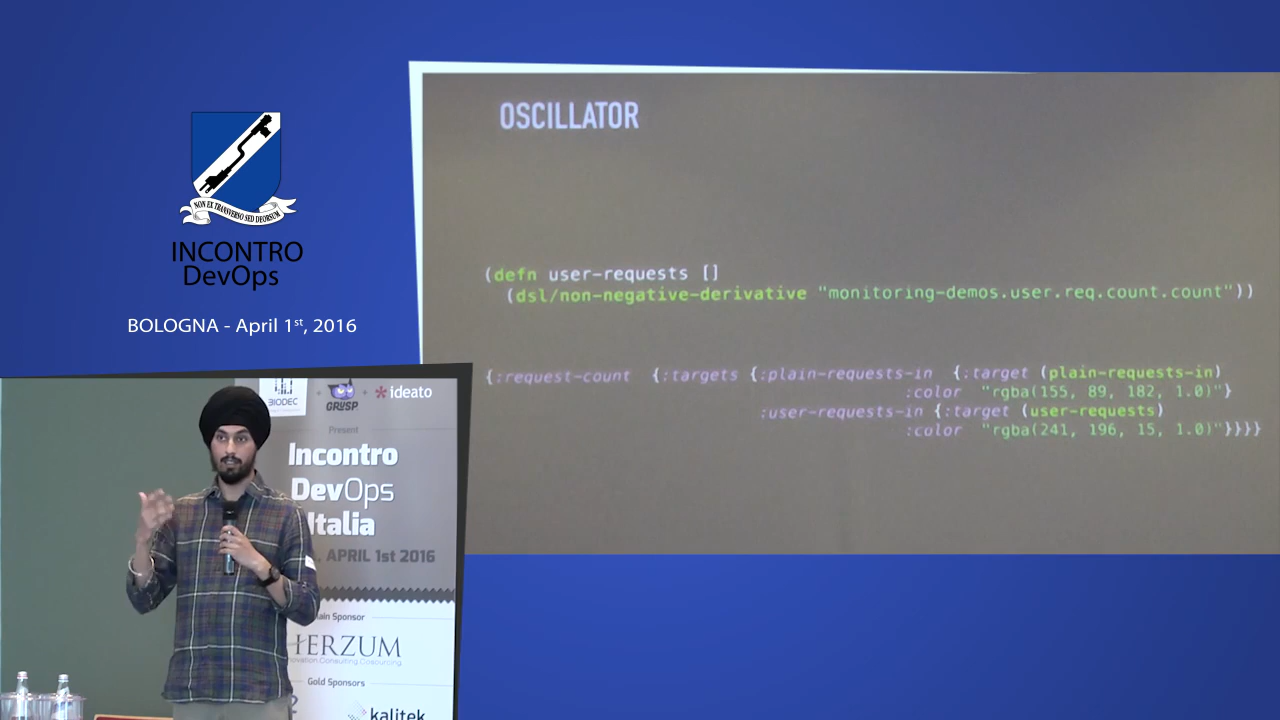 NON EX TRANSVERSO SED DEORSUM
INCONTRO
DevOps
BOLOGNA - April 1st, 2016
OSCILLATOR
(defn user-requests []
(dsl/non-negative-derivative "monitoring-demos.user.req.count.count"))
{:request-count {:targets {:plain-requests-in {:target (plain-requests-in)
:color "rgba(155, 89, 182, 1.0)"}
:user-requests-in {:target (user-requests)
:color "rgba(241, 196, 15, 1.0)"}}}}
BIODEC + GRUSP + ideato
Present
Incontro
DevOps
Italia
APRIL 1st 2016
Main Sponsor
HERZUM
Gold Sponsors
kalitek